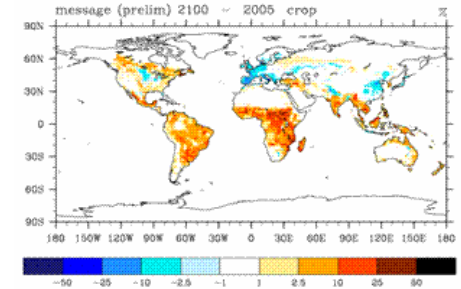 message (prelim) 2100 ~ 2005 crop %
90N
60N
30N
0
30S
60S
90S
180 150W 120W 90W 60W 30W 0 30E 60E 90E 120E 150E 180
-50 -25 -10 -2.5 -1 1 2.5 10 25 50